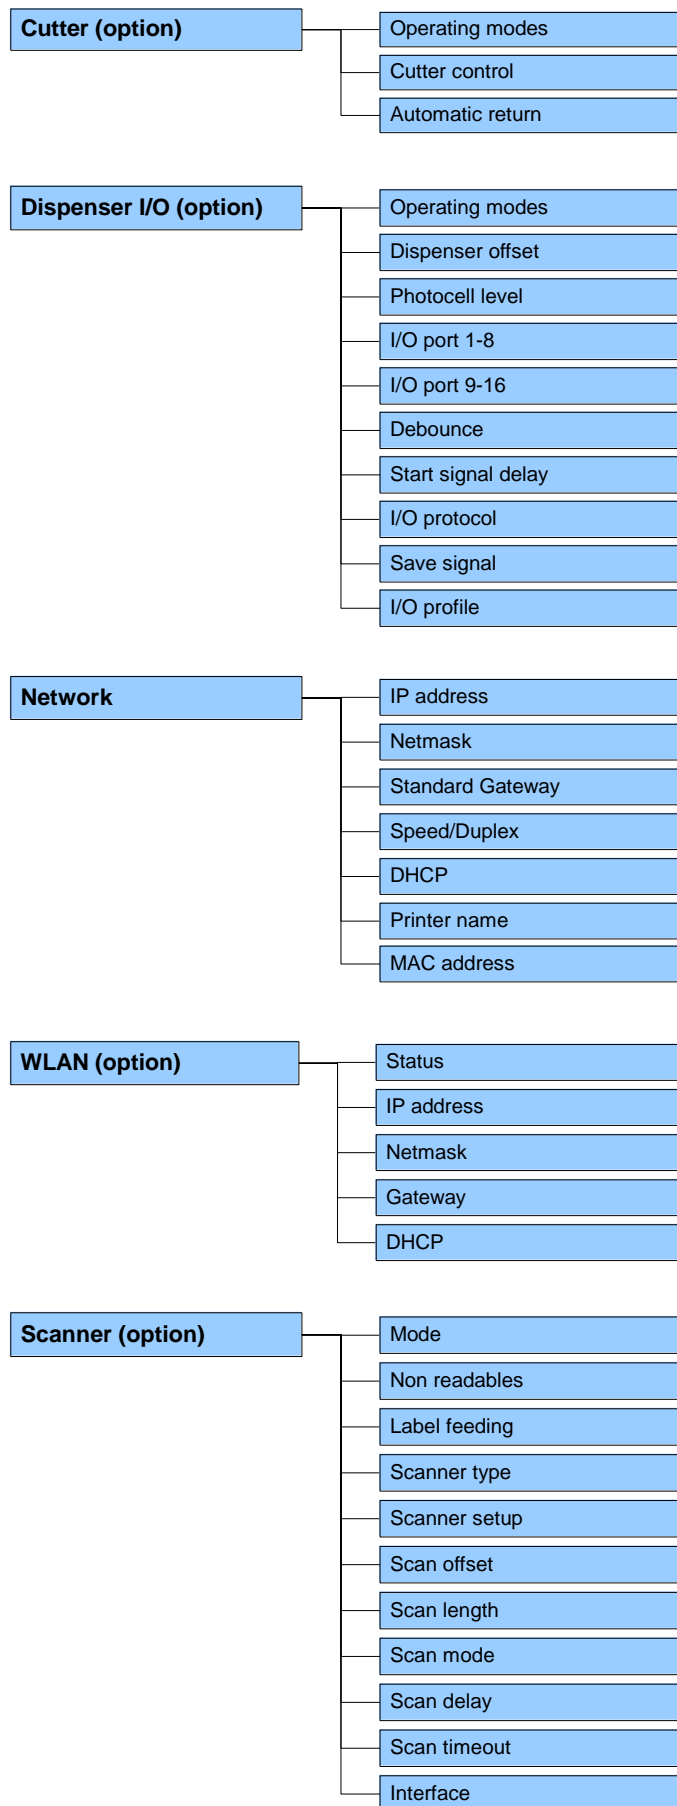 Cutter (option)
Operating modes
Cutter control
Automatic return
Dispenser I/O (option)
Operating modes
Dispenser offset
Photocell level
I/O port 1-8
I/O port 9-16
Debounce
Start signal delay
I/O protocol
Save signal
I/O profile
Network
IP address
Netmask
Standard Gateway
Speed/Duplex
DHCP
Printer name
MAC address
WLAN (option)
Status
IP address
Netmask
Gateway
DHCP
Scanner (option)
Mode
Non readables
Label feeding
Scanner type
Scanner setup
Scan offset
Scan length
Scan mode
Scan delay
Scan timeout
Interface